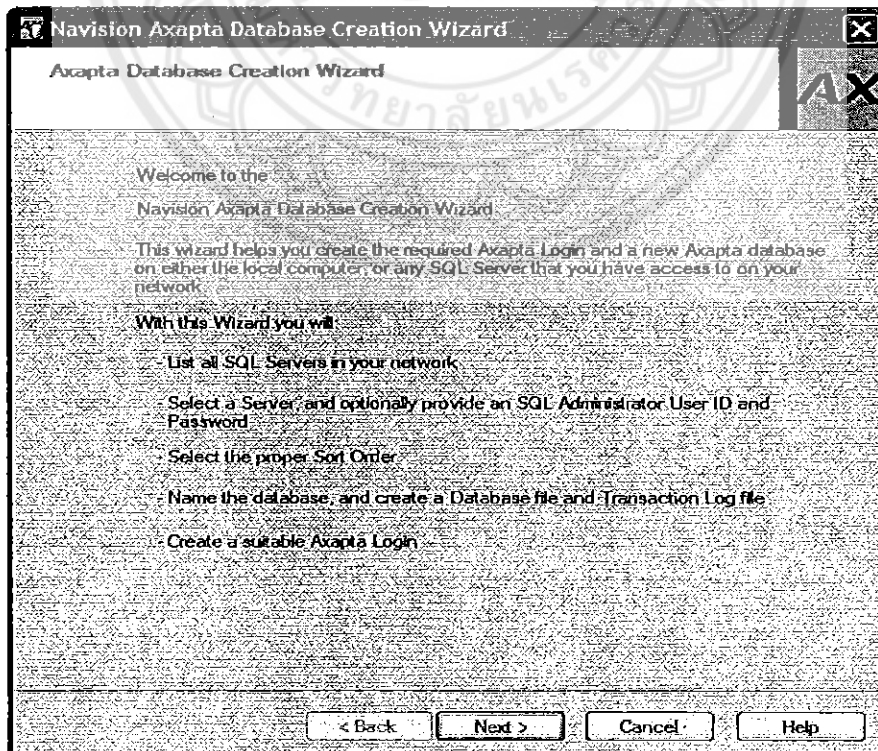 Navision Axapta Database Creation Wizard
Axapta Database Creation Wizard
AX
Welcome to the
Navision Axapta Database Creation Wizard
This wizard helps you create the required Axapta Login and a new Axapta database
on either the local computer, or any SQL Server that you have access to on your
network.
With this Wizard you will:
- List all SQL Servers in your network
- Select a Server, and optionally provide an SQL Administrator User ID and
Password
- Select the proper Sort Order
- Name the database, and create a Database file and Transaction Log file
- Create a suitable Axapta Login
< Back
Next >
Cancel
Help